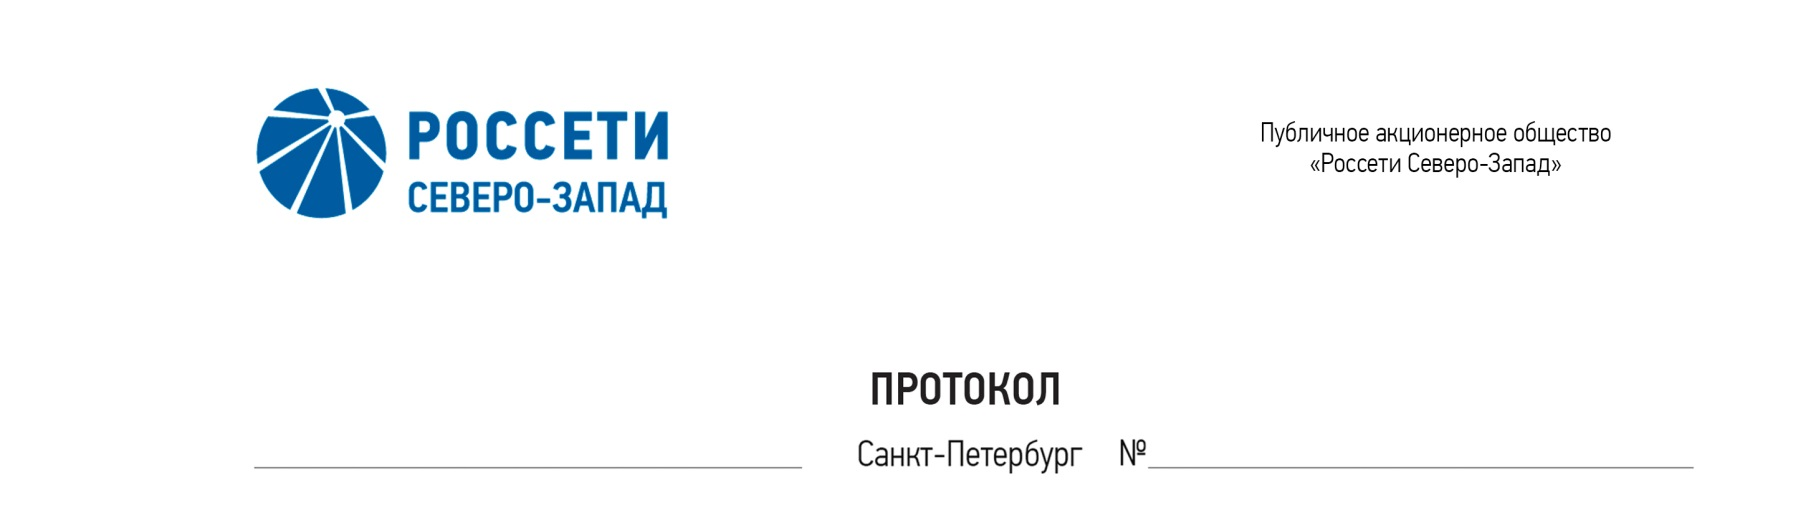 РОССЕТИ
СЕВЕРО-ЗАПАД
Публичное акционерное общество
«Россети Северо-Запад»
ПРОТОКОЛ
Санкт-Петербург №